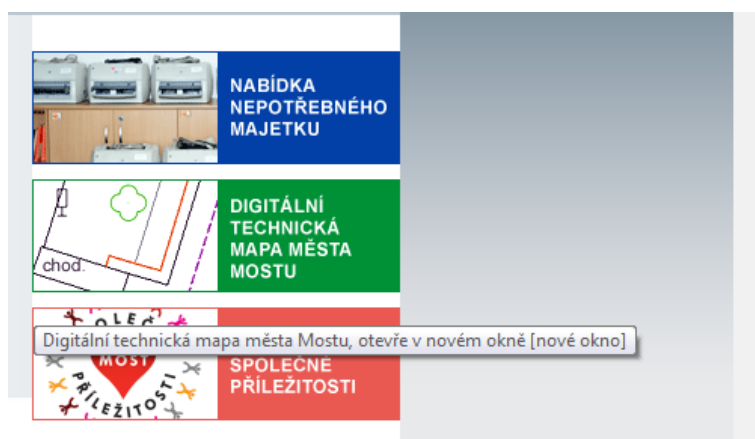 NABÍDKA
NEPOTŘEBNÉHO
MAJETKU
DIGITÁLNÍ
TECHNICKÁ
MAPA MĚSTA
MOSTU
chod.
Digitální technická mapa města Mostu, otevře v novém okně [nové okno]
MOST
PŘÍLEŽITOSTI
SPOLEČNÉ
PŘÍLEŽITOSTI